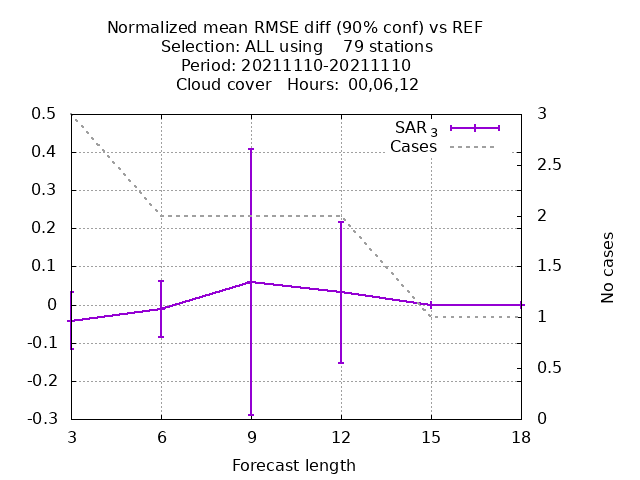 Normalized mean RMSE diff (90% conf) vs REF
Selection: ALL using 79 stations
Period: 20211110-20211110
Cloud cover Hours: 00,06,12
0.5
0.4
0.3
0.2
0.1
0
-0.1
-0.2
-0.3
3
2.5
2
1.5
1
0.5
0
SAR 3
Cases
No cases
3 6 9 12 15 18
Forecast length